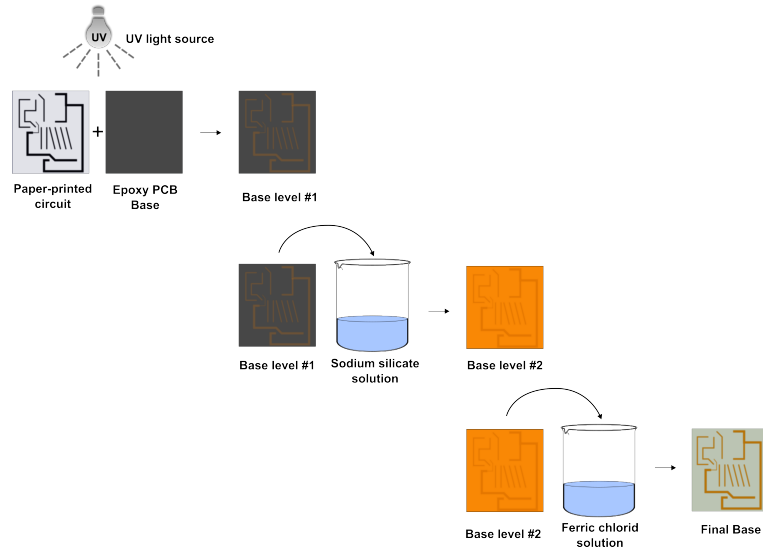 UV
UV light source
+
Paper-printed
circuit
Epoxy PCB
Base
Base level #1
Base level #1
Sodium silicate
solution
Base level #2
Base level #2
Ferric chlorid
solution
Final Base